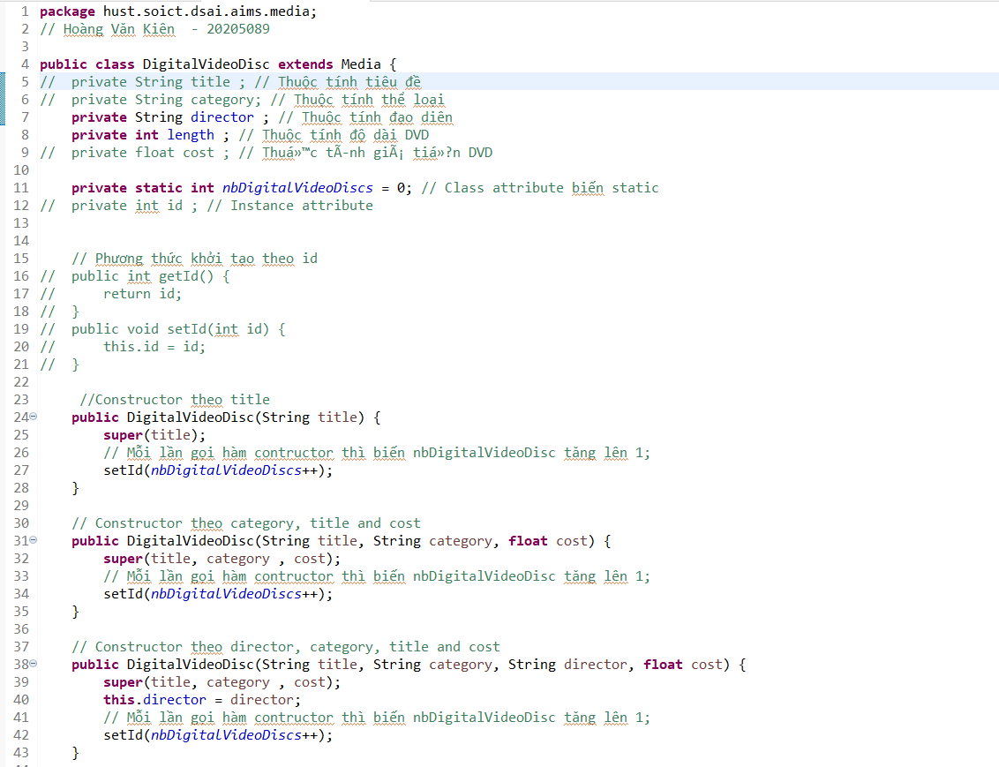 1 package hust.soict.dsai.aims.media;
2 // Hoàng Văn Kiên  - 20205089
3
4 public class DigitalVideoDisc extends Media {
5 //  private String title ; // Thuộc tính tiêu đề
6 //  private String category; // Thuộc tính thể loại
7     private String director ; // Thuộc tính đạo diên
8     private int length ; // Thuộc tính độ dài DVD
9 //  private float cost ; // Thuá»™c tÃ-nh giÃ¡ tiá»?n DVD
10
11     private static int nbDigitalVideoDiscs = 0; // Class attribute biến static
12 //  private int id ; // Instance attribute
13
14
15     // Phương thức khởi tạo theo id
16 //  public int getId() {
17 //      return id;
18 //  }
19 //  public void setId(int id) {
20 //      this.id = id;
21 //  }
22
23      //Constructor theo title
24     public DigitalVideoDisc(String title) {
25         super(title);
26         // Mỗi lần gọi hàm contructor thì biến nbDigitalVideoDisc tăng lên 1;
27         setId(nbDigitalVideoDiscs++);
28     }
29
30     // Constructor theo category, title and cost
31     public DigitalVideoDisc(String title, String category, float cost) {
32         super(title, category , cost);
33         // Mỗi lần gọi hàm contructor thì biến nbDigitalVideoDisc tăng lên 1;
34         setId(nbDigitalVideoDiscs++);
35     }
36
37     // Constructor theo director, category, title and cost
38     public DigitalVideoDisc(String title, String category, String director, float cost) {
39         super(title, category , cost);
40         this.director = director;
41         // Mỗi lần gọi hàm contructor thì biến nbDigitalVideoDisc tăng lên 1;
42         setId(nbDigitalVideoDiscs++);
43     }